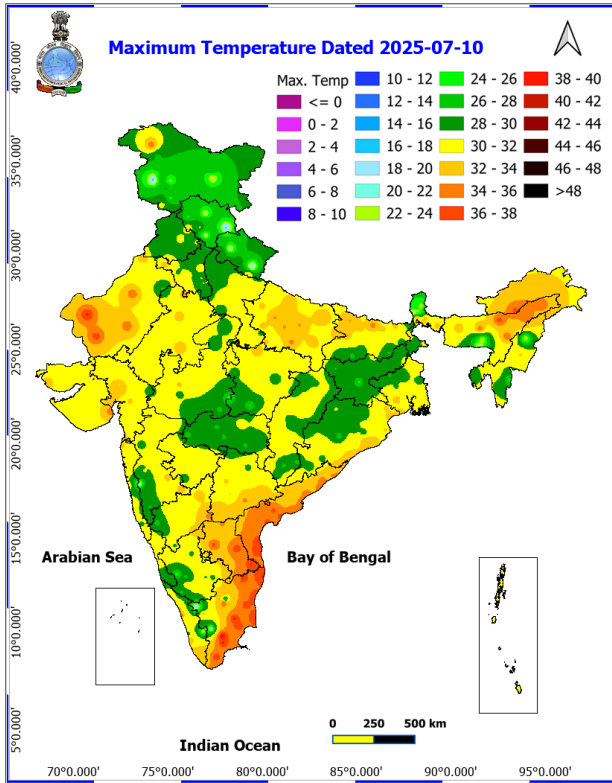 Maximum Temperature Dated 2025-07-10
Max. Temp
<= 0
0 - 2
2 - 4
4 - 6
6 - 8
8 - 10
10 - 12
12 - 14
14 - 16
16 - 18
18 - 20
20 - 22
22 - 24
24 - 26
26 - 28
28 - 30
30 - 32
32 - 34
34 - 36
36 - 38
38 - 40
40 - 42
42 - 44
44 - 46
46 - 48
>48
40°0.000'
35°0.000'
30°0.000'
25°0.000'
20°0.000'
15°0.000'
10°0.000'
5°0.000'
Arabian Sea
Bay of Bengal
Indian Ocean
0 250 500 km
70°0.000' 75°0.000' 80°0.000' 85°0.000' 90°0.000' 95°0.000'